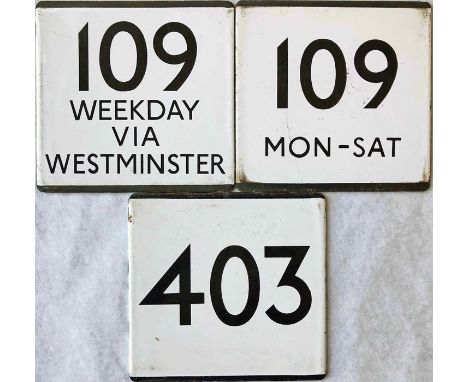 109
WEEKDAY
VIA
WESTMINSTER
109
MON-SAT
403